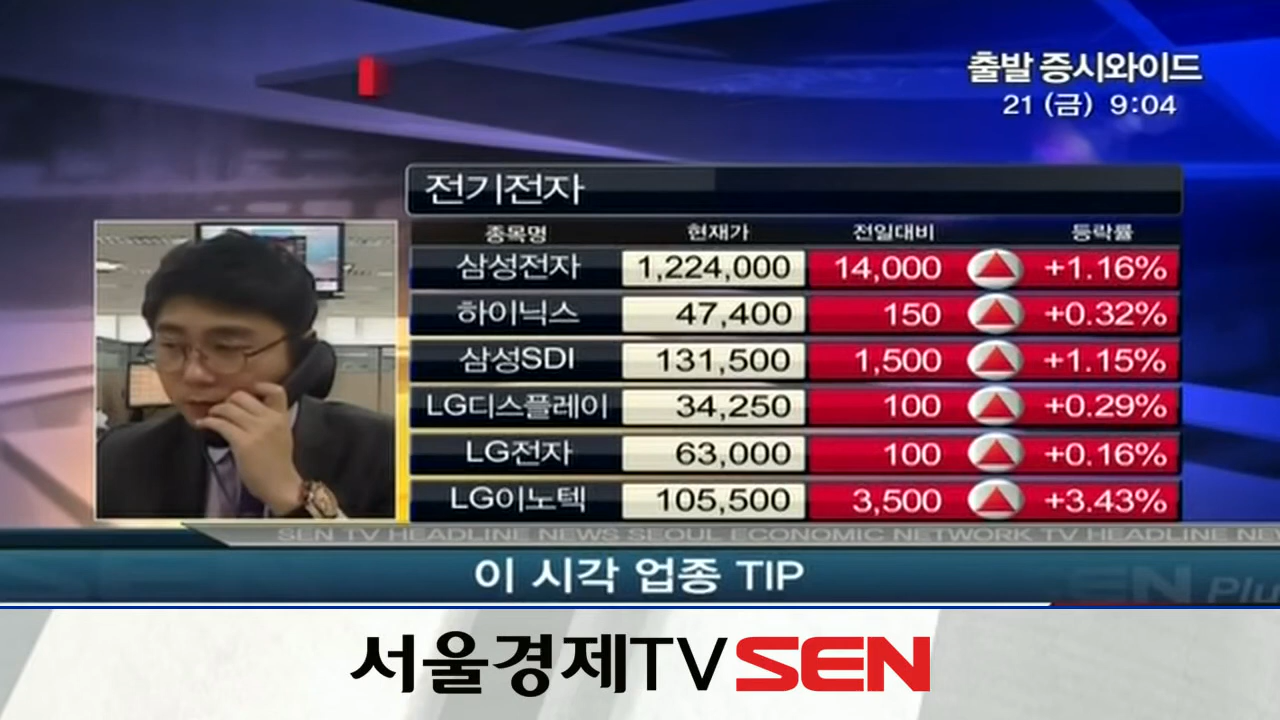 출발 증시와이드
21 (금) 9:04
전기전자
종목명 현재가 전일대비 등락률
삼성전자 1,224,000 14,000 +1.16%
하이닉스 47,400 150 +0.32%
삼성SDI 131,500 1,500 +1.15%
LG디스플레이 34,250 100 +0.29%
LG전자 63,000 100 +0.16%
LG이노텍 105,500 3,500 +3.43%
SEN TV HEADLINE NEWS SEOUL ECONOMIC NETWORK TV HEADLINE
이 시각 업종 TIP
서울경제TV SEN